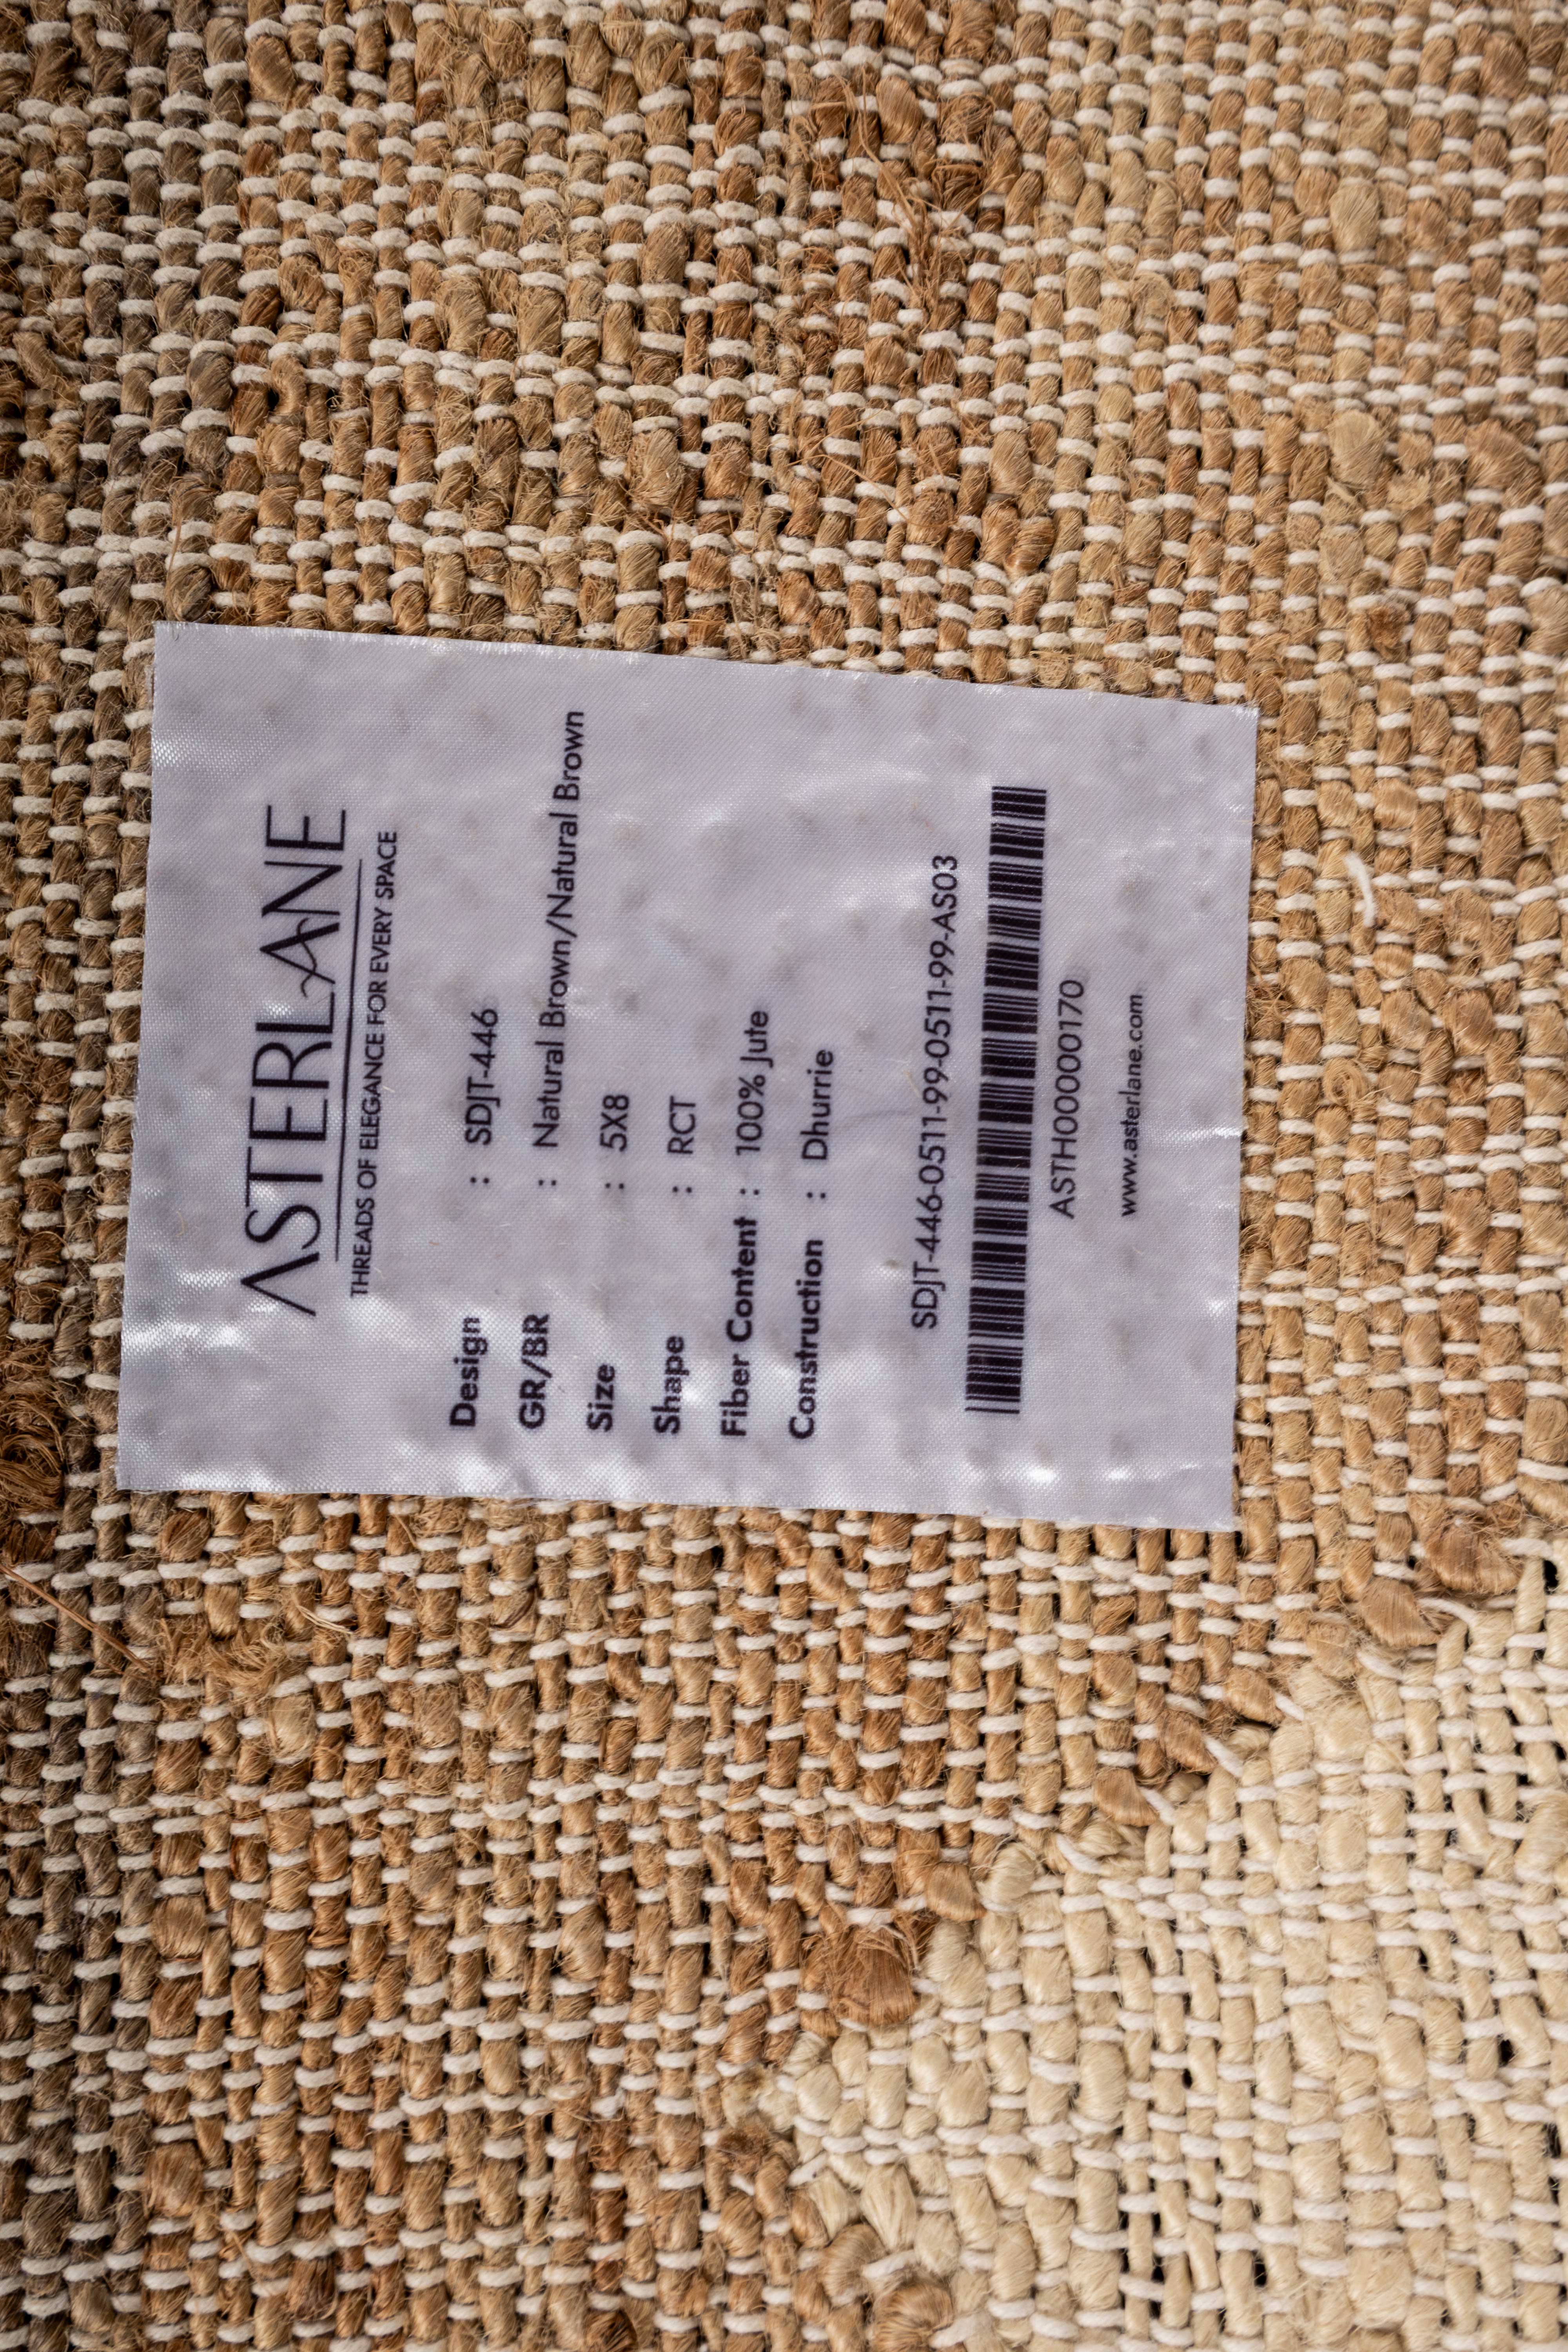 ASTERLANE
THREADS OF ELEGANCE FOR EVERY SPACE
Design : SDJT-446
GR/BR : Natural Brown/Natural Brown
Size : 5X8
Shape : RCT
Fiber Content : 100% Jute
Construction : Dhurrie
SDJT-446-0511-99-0511-99-AS03
ASTH00000170
www.asterlane.com